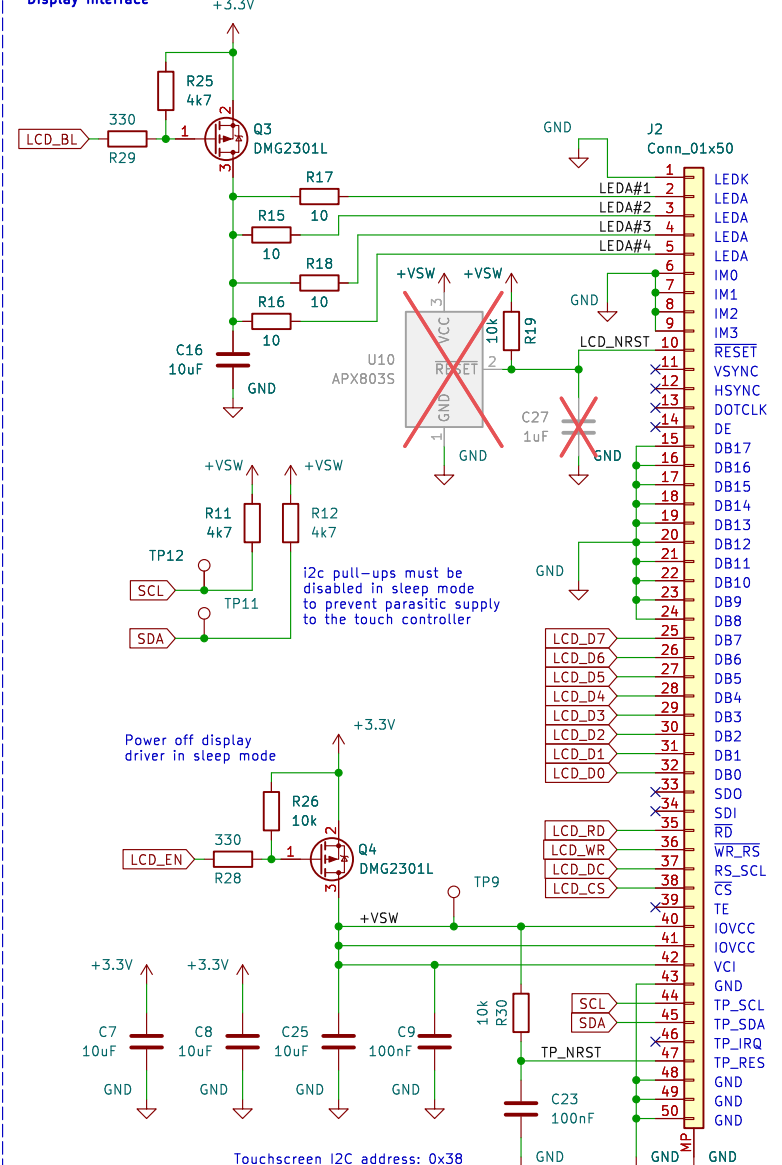 Display Interface
+3.3V
R25
4k7
2
Q3
DMG2301L
LCD_BL
330
R29
1
3
GND
J2
Conn_01x50
R17
10
R15
10
R18
10
R16
10
LEDA#1
LEDA#2
LEDA#3
LEDA#4
1 LEDK
2 LEDA
3 LEDA
4 LEDA
5 LEDA
6 IM0
7 IM1
8 IM2
9 IM3
10 RESET
11 VSYNC
12 HSYNC
13 DOTCLK
14 DE
15 DB17
16 DB16
17 DB15
18 DB14
19 DB13
20 DB12
21 DB11
22 DB10
23 DB9
24 DB8
25 DB7
26 DB6
27 DB5
28 DB4
29 DB3
30 DB2
31 DB1
32 DB0
33 SDO
34 SDI
35 RD
36 WR_RS
37 RS_SCL
38 CS
39 TE
40 IOVCC
41 IOVCC
42 VCI
43 GND
44 TP_SCL
45 TP_SDA
46 TP_IRQ
47 TP_RES
48 GND
49 GND
50 GND
MP
GND
GND
C16
10uF
GND
+VSW
+VSW
3
VCC
U10
APX803S
RESET
2
GND
1
GND
10k
R19
LCD_NRST
GND
C27
1uF
GND
+VSW
+VSW
R11
4k7
R12
4k7
TP12
SCL
TP11
SDA
i2c pull-ups must be
disabled in sleep mode
to prevent parasitic supply
to the touch controller
GND
LCD_D7
LCD_D6
LCD_D5
LCD_D4
LCD_D3
LCD_D2
LCD_D1
LCD_D0
LCD_RD
LCD_WR
LCD_DC
LCD_CS
Power off display
driver in sleep mode
+3.3V
R26
10k
2
Q4
DMG2301L
LCD_EN
330
R28
1
3
+VSW
TP9
+3.3V
+3.3V
C7
10uF
GND
C8
10uF
GND
C25
10uF
GND
C9
100nF
GND
10k
R30
SCL
SDA
TP_NRST
C23
100nF
GND
Touchscreen I2C address: 0x38